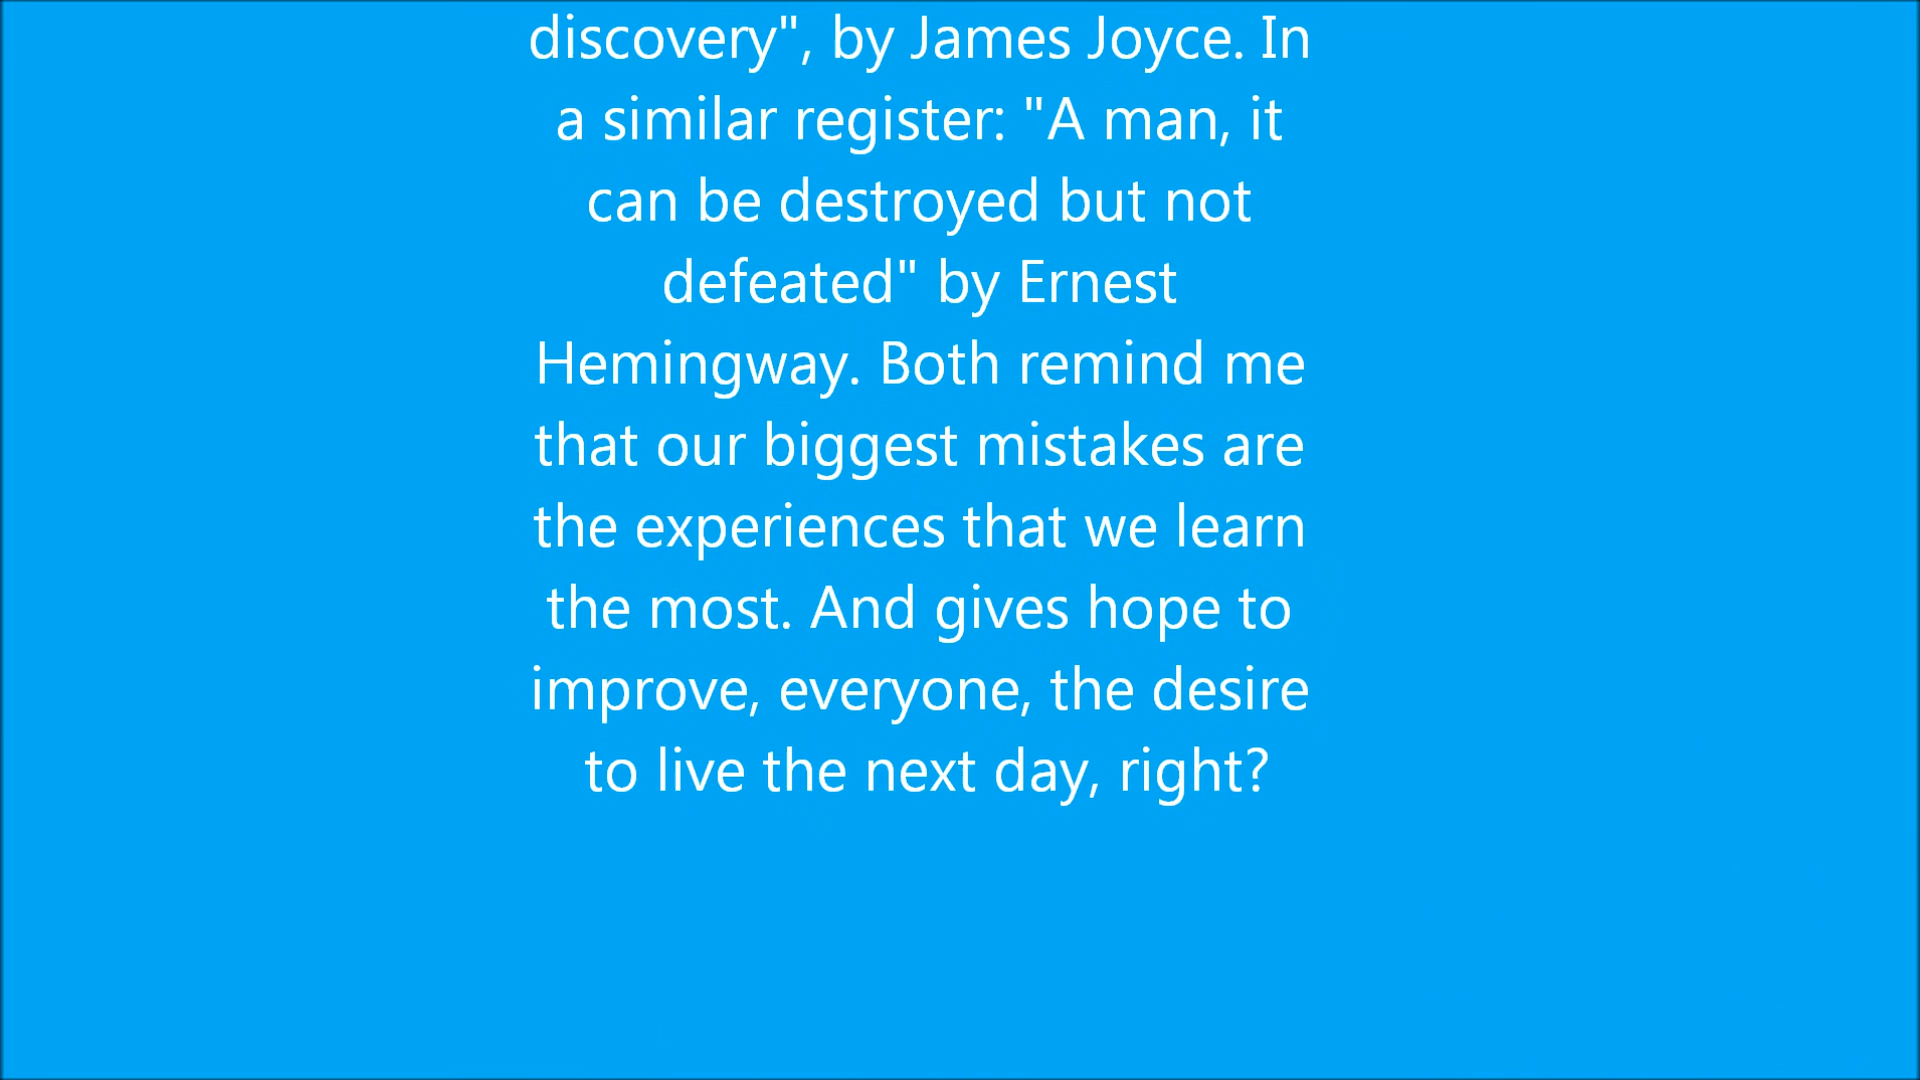 discovery", by James Joyce. In
a similar register: "A man, it
can be destroyed but not
defeated" by Ernest
Hemingway. Both remind me
that our biggest mistakes are
the experiences that we learn
the most. And gives hope to
improve, everyone, the desire
to live the next day, right?